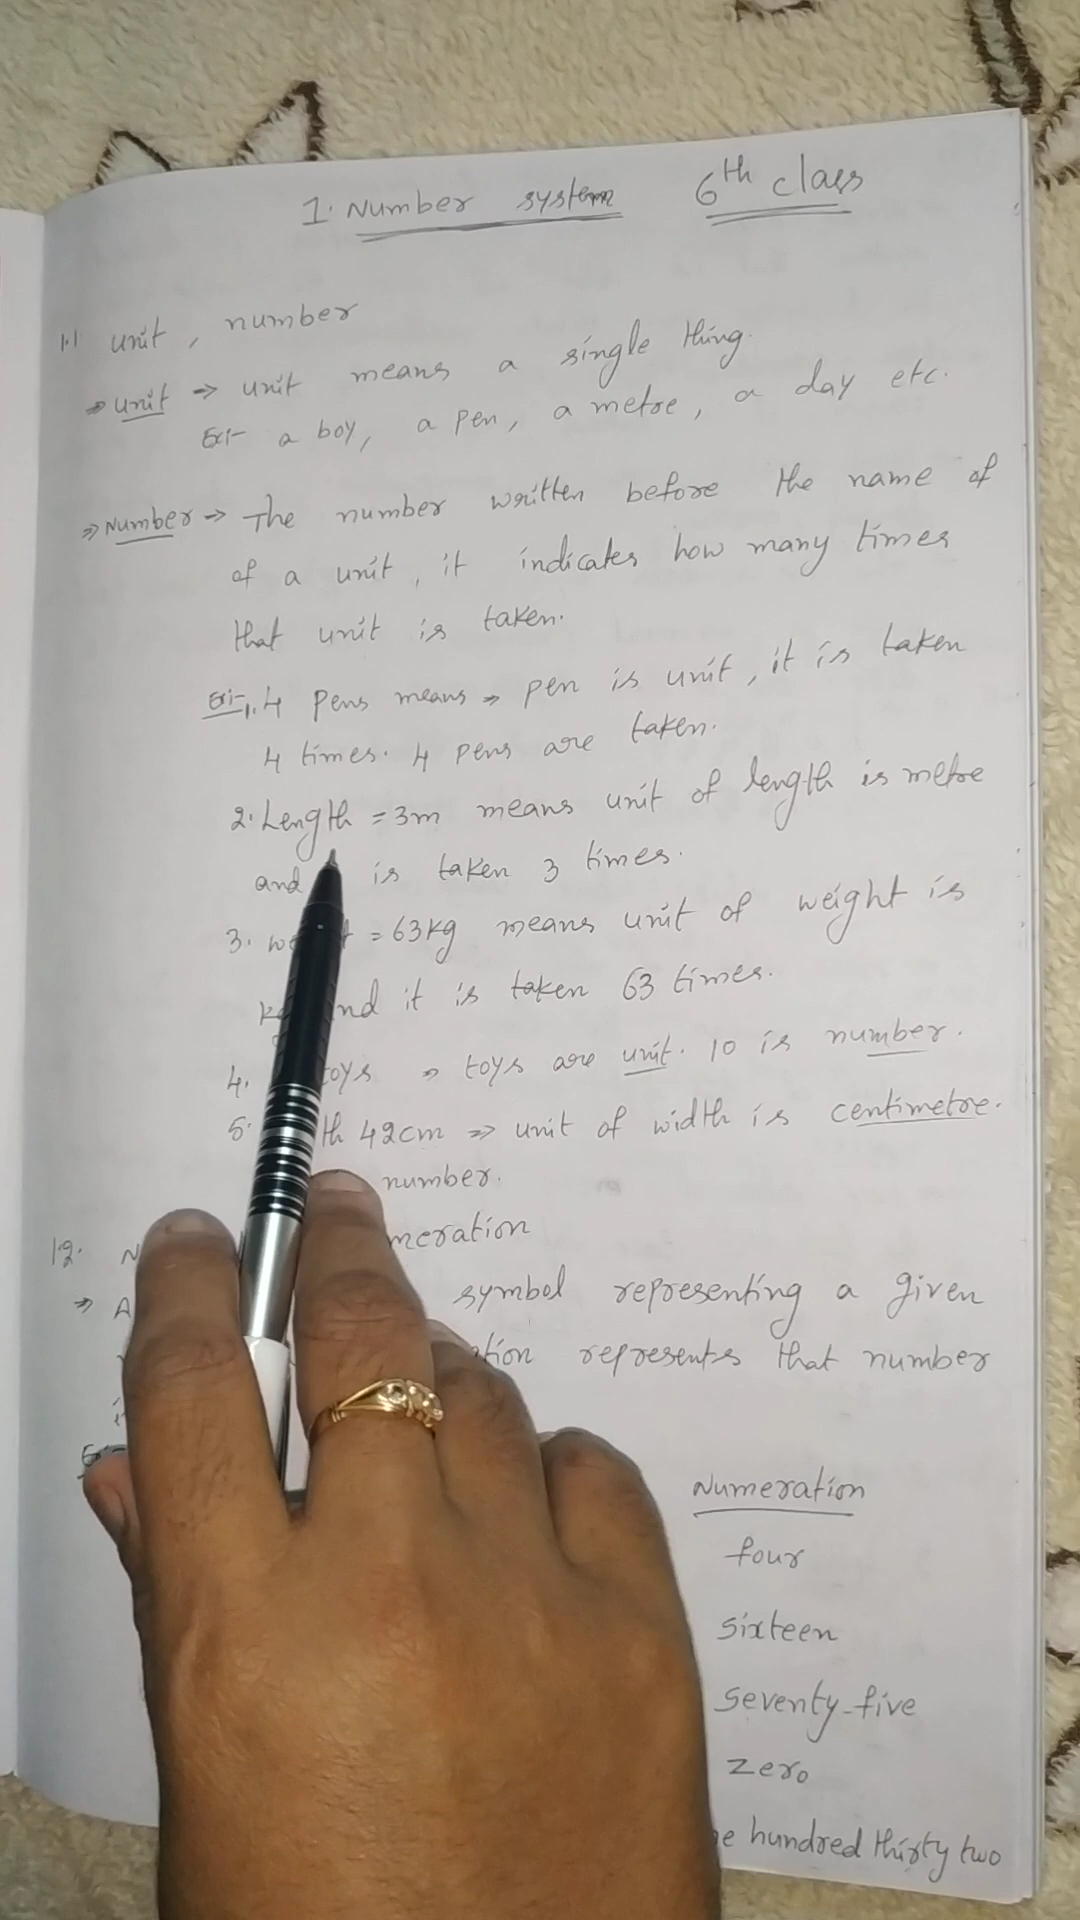 1. Number system 6th class
1.1 unit, number
⇒ unit → unit means a single thing.
Ex:- a boy, a pen, a metre, a day etc.
⇒ Number → The number written before the name of
of a unit, it indicates how many times
that unit is taken.
Ex:- 1. 4 pens means ⇒ pen is unit, it is taken
4 times. 4 pens are taken.
2. Length = 3m means unit of length is metre
and is taken 3 times.
3. = 63kg means unit of weight is
it is taken 63 times.
4. toys ⇒ toys are unit. 10 is number.
5. 42cm ⇒ unit of width is centimetre.
number.
1.2.
⇒ A symbol representing a given
represents that number
Numeration
four
sixteen
seventy-five
zero
hundred thirty two